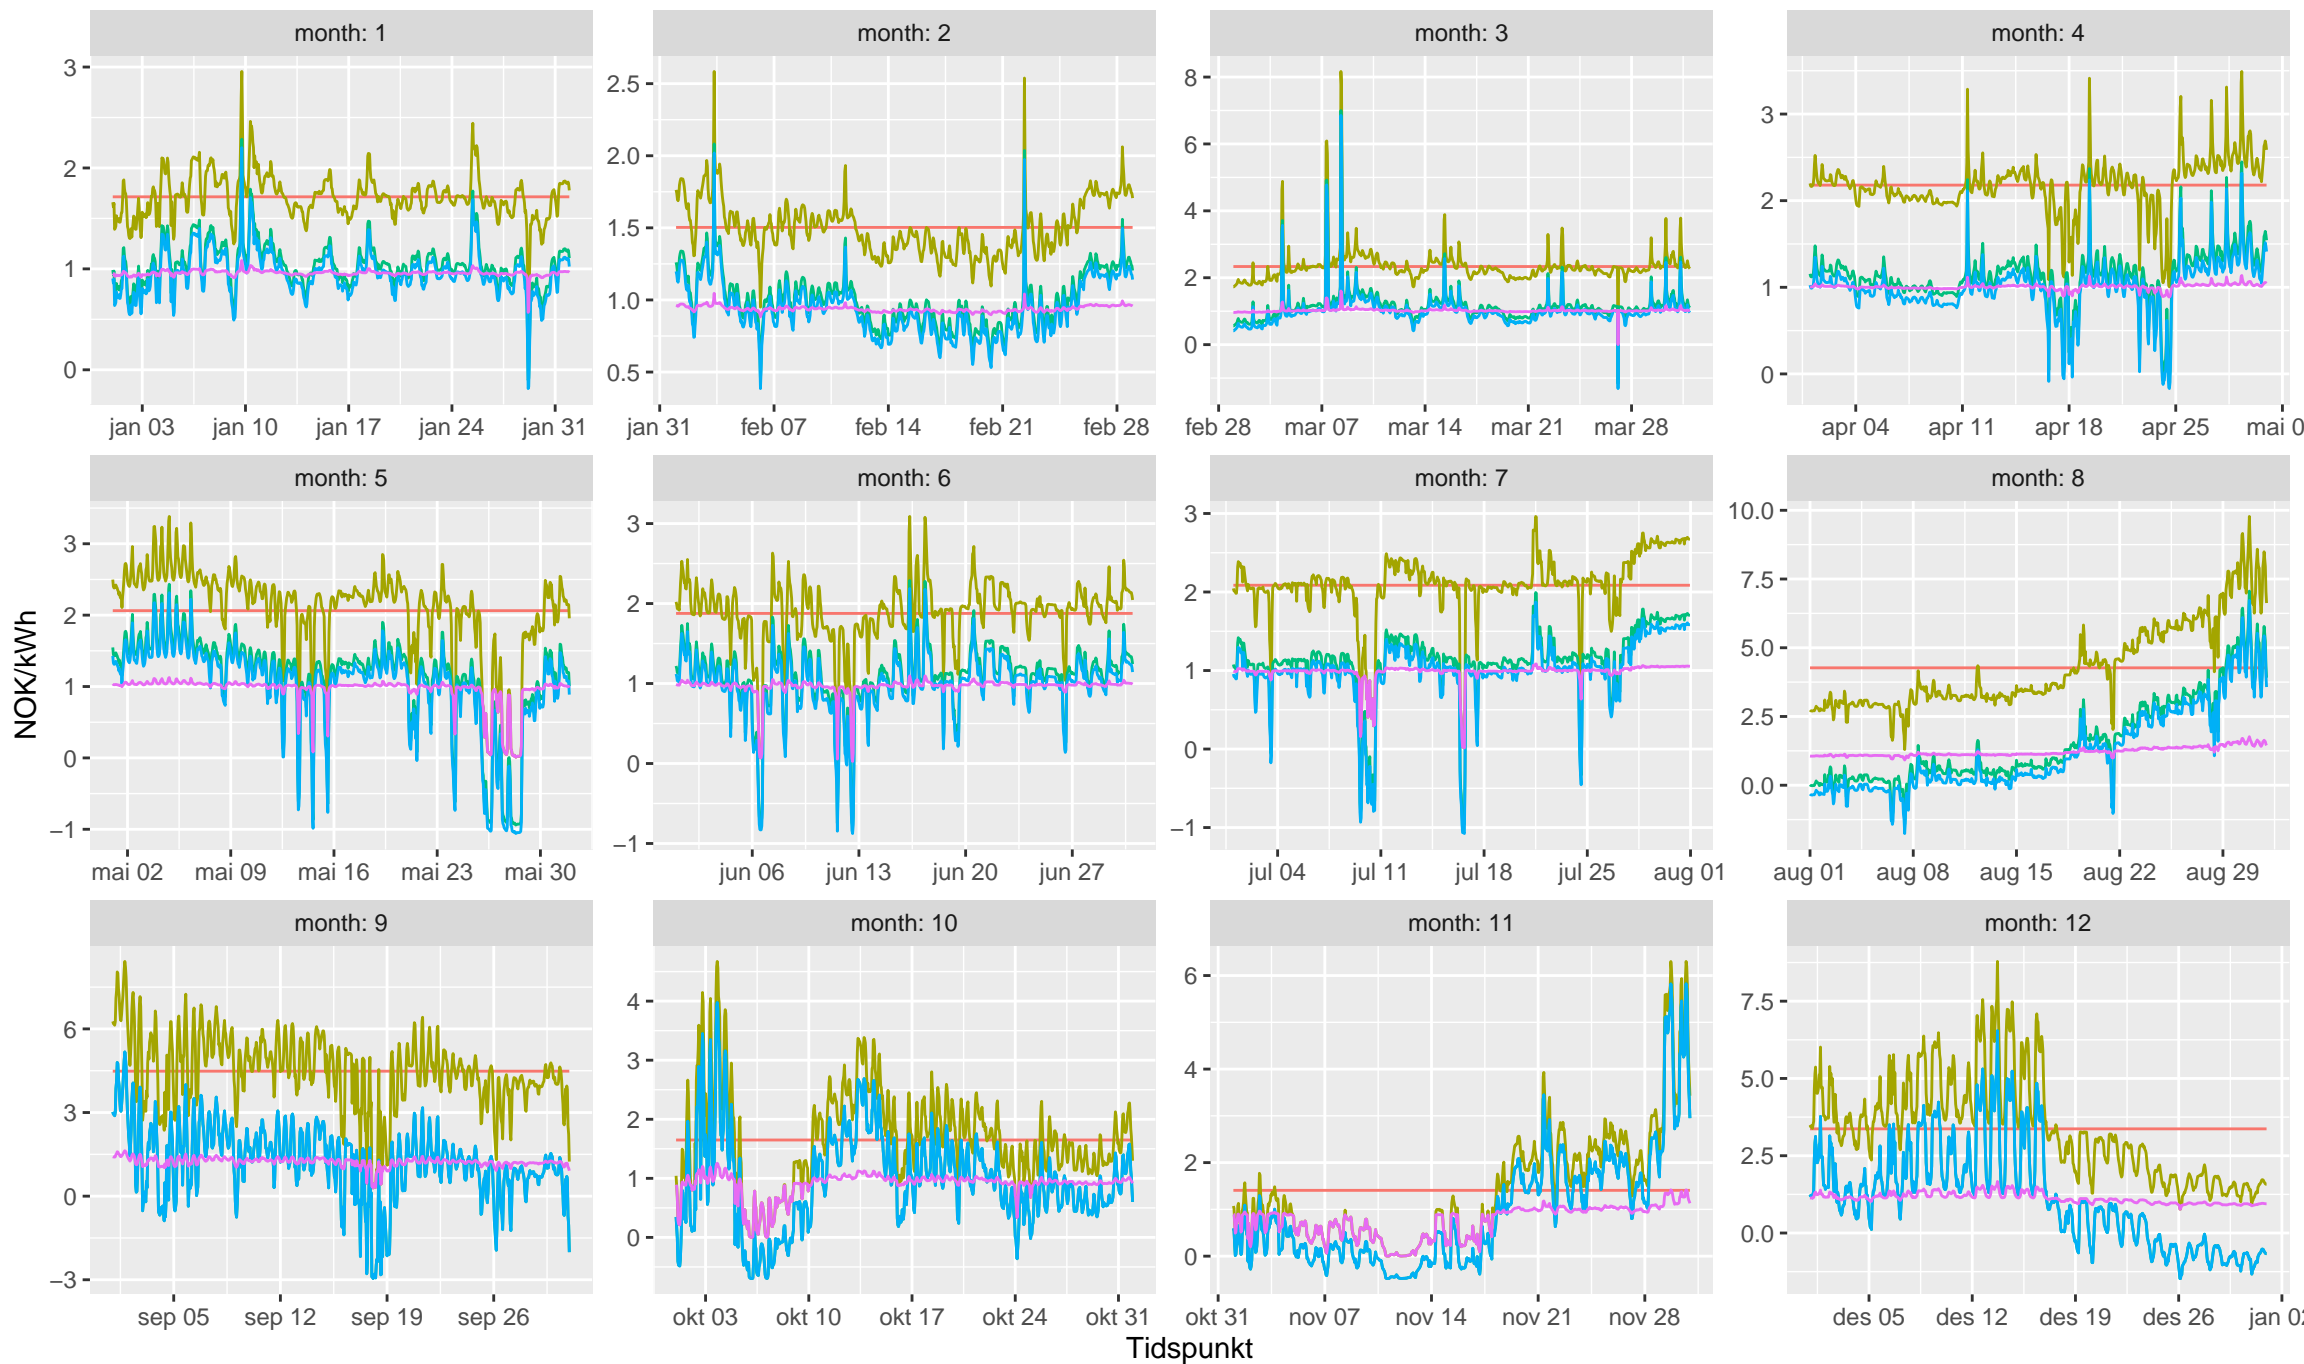 month: 1
month: 2
month: 3
month: 4
3
2
1
0
2.5
2.0
1.5
1.0
0.5
8
6
4
2
0
3
2
1
0
jan 03 jan 10 jan 17 jan 24 jan 31
jan 31 feb 07 feb 14 feb 21 feb 28
feb 28 mar 07 mar 14 mar 21 mar 28
apr 04 apr 11 apr 18 apr 25 mai 0
month: 5
month: 6
month: 7
month: 8
NOK/kWh
3
2
1
0
−1
3
2
1
0
−1
3
2
1
0
−1
10.0
7.5
5.0
2.5
0.0
mai 02 mai 09 mai 16 mai 23 mai 30
jun 06 jun 13 jun 20 jun 27
jul 04 jul 11 jul 18 jul 25 aug 01
aug 01 aug 08 aug 15 aug 22 aug 29
month: 9
month: 10
month: 11
month: 12
6
3
0
−3
4
3
2
1
0
6
4
2
0
7.5
5.0
2.5
0.0
sep 05 sep 12 sep 19 sep 26
okt 03 okt 10 okt 17 okt 24 okt 31
okt 31 nov 07 nov 14 nov 21 nov 28
des 05 des 12 des 19 des 26 jan 02
Tidspunkt